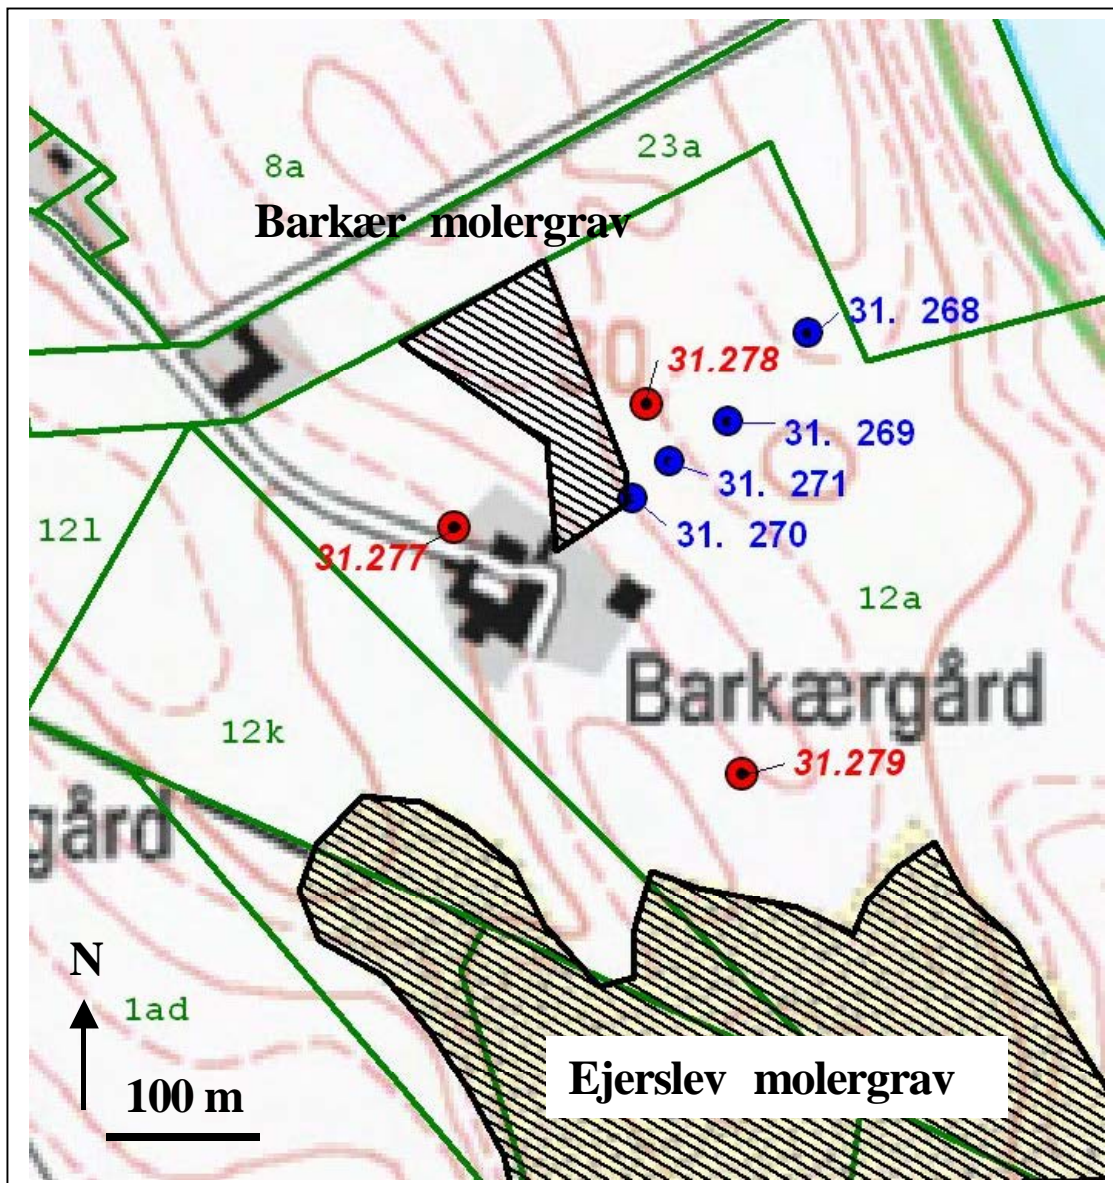 23a
8a
Barkær molergrav
31. 268
31.278
30
31. 269
31. 271
12l
31. 270
31.277
12a
Barkærgård
12k
31.279
gård
N
1ad
Ejerslev molergrav
100 m